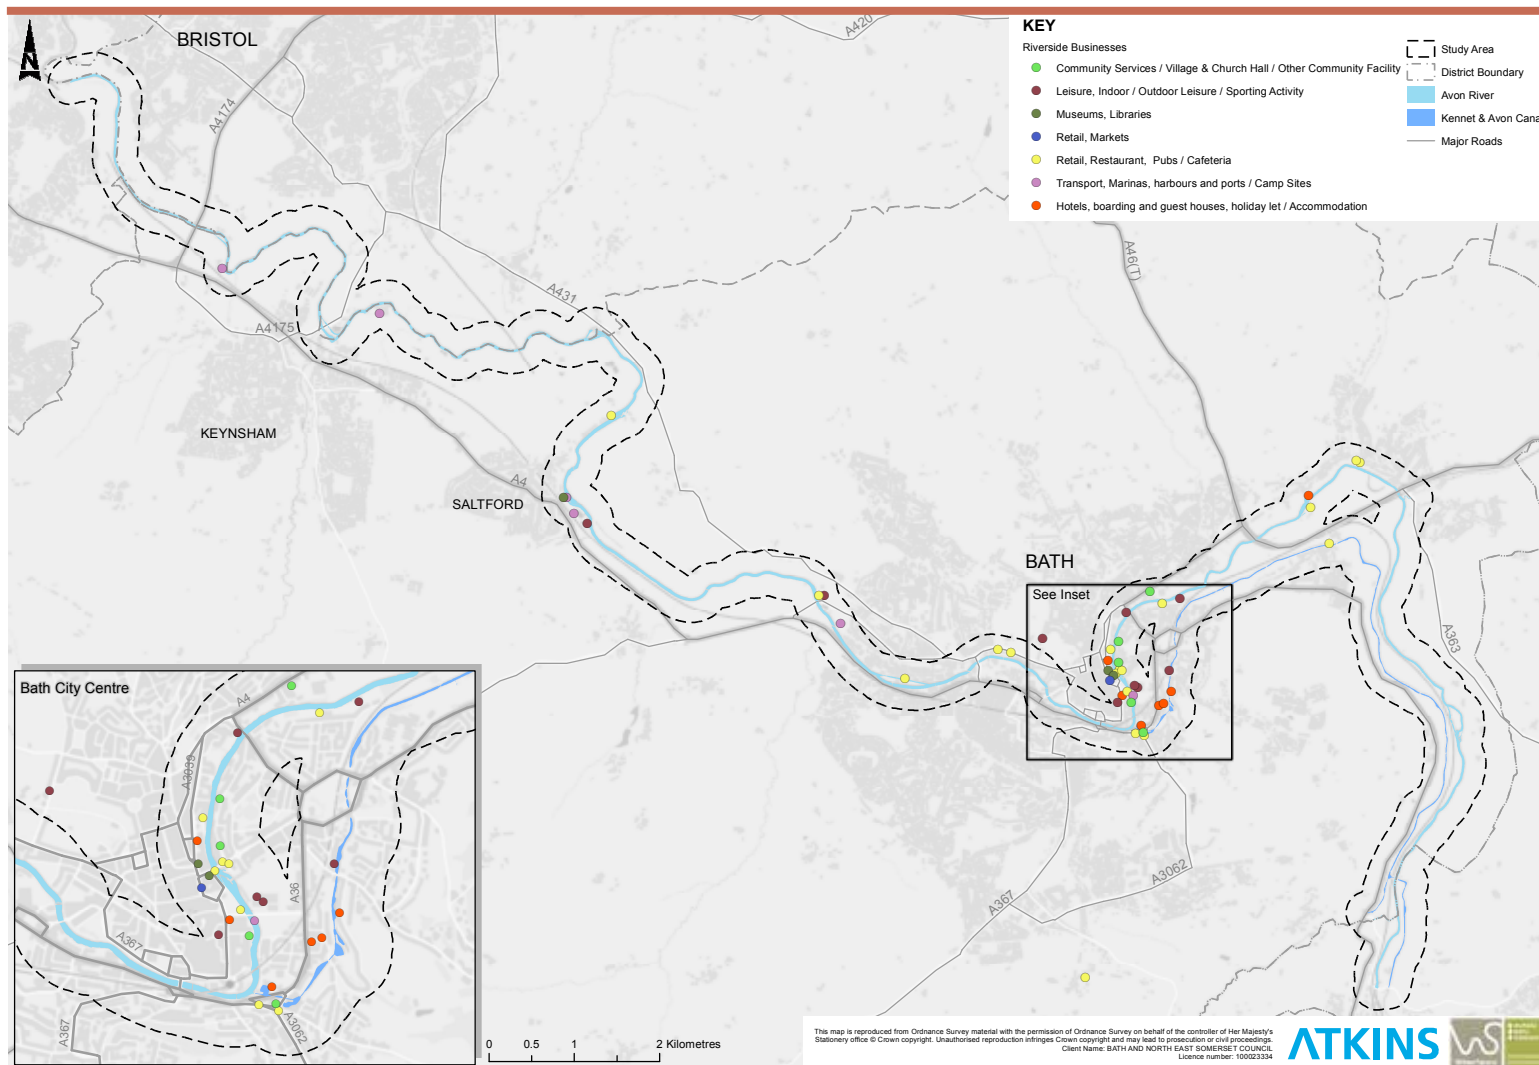 BRISTOL
A420
A4174
N
KEY
Riverside Businesses
Community Services / Village & Church Hall / Other Community Facility
Leisure, Indoor / Outdoor Leisure / Sporting Activity
Museums, Libraries
Retail, Markets
Retail, Restaurant, Pubs / Cafeteria
Transport, Marinas, harbours and ports / Camp Sites
Hotels, boarding and guest houses, holiday let / Accommodation
Study Area
District Boundary
Avon River
Kennet & Avon Cana
Major Roads
A46(T)
A431
A4175
KEYNSHAM
A4
SALTFORD
BATH
See Inset
A363
A3062
A367
Bath City Centre
A4
A3039
A36
A367
A3062
A367
0 0.5 1 2 Kilometres
This map is reproduced from Ordnance Survey material with the permission of Ordnance Survey on behalf of the controller of Her Majesty's
Stationery office © Crown copyright. Unauthorised reproduction infringes Crown copyright and may lead to prosecution or civil proceedings.
Client Name: BATH AND NORTH EAST SOMERSET COUNCIL
Licence number: 100023334
ATKINS